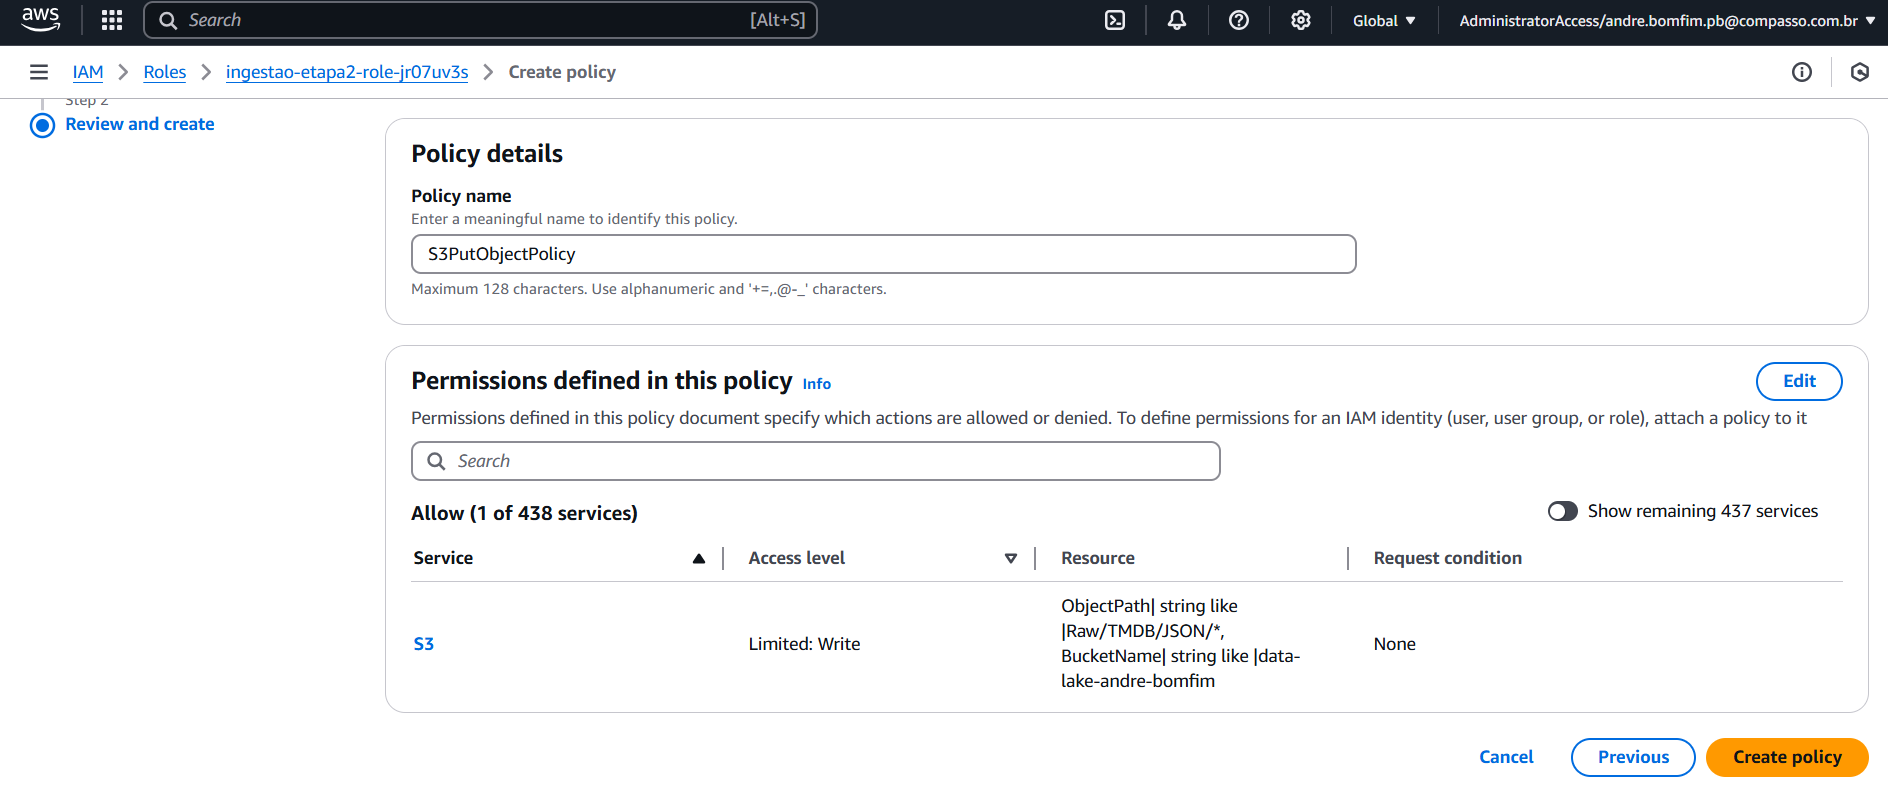 aws
Search [Alt+S]
Global
AdministratorAccess/andre.bomfim.pb@compasso.com.br
IAM > Roles > ingestao-etapa2-role-jr07uv3s > Create policy
Step 2
Review and create
Policy details
Policy name
Enter a meaningful name to identify this policy.
S3PutObjectPolicy
Maximum 128 characters. Use alphanumeric and '+=,.@-_' characters.
Permissions defined in this policy Info
Edit
Permissions defined in this policy document specify which actions are allowed or denied. To define permissions for an IAM identity (user, user group, or role), attach a policy to it
Search
Allow (1 of 438 services)
Show remaining 437 services
Service Access level Resource Request condition
S3 Limited: Write
ObjectPath| string like
|Raw/TMDB/JSON/*,
BucketName| string like |data-
lake-andre-bomfim
None
Cancel Previous Create policy